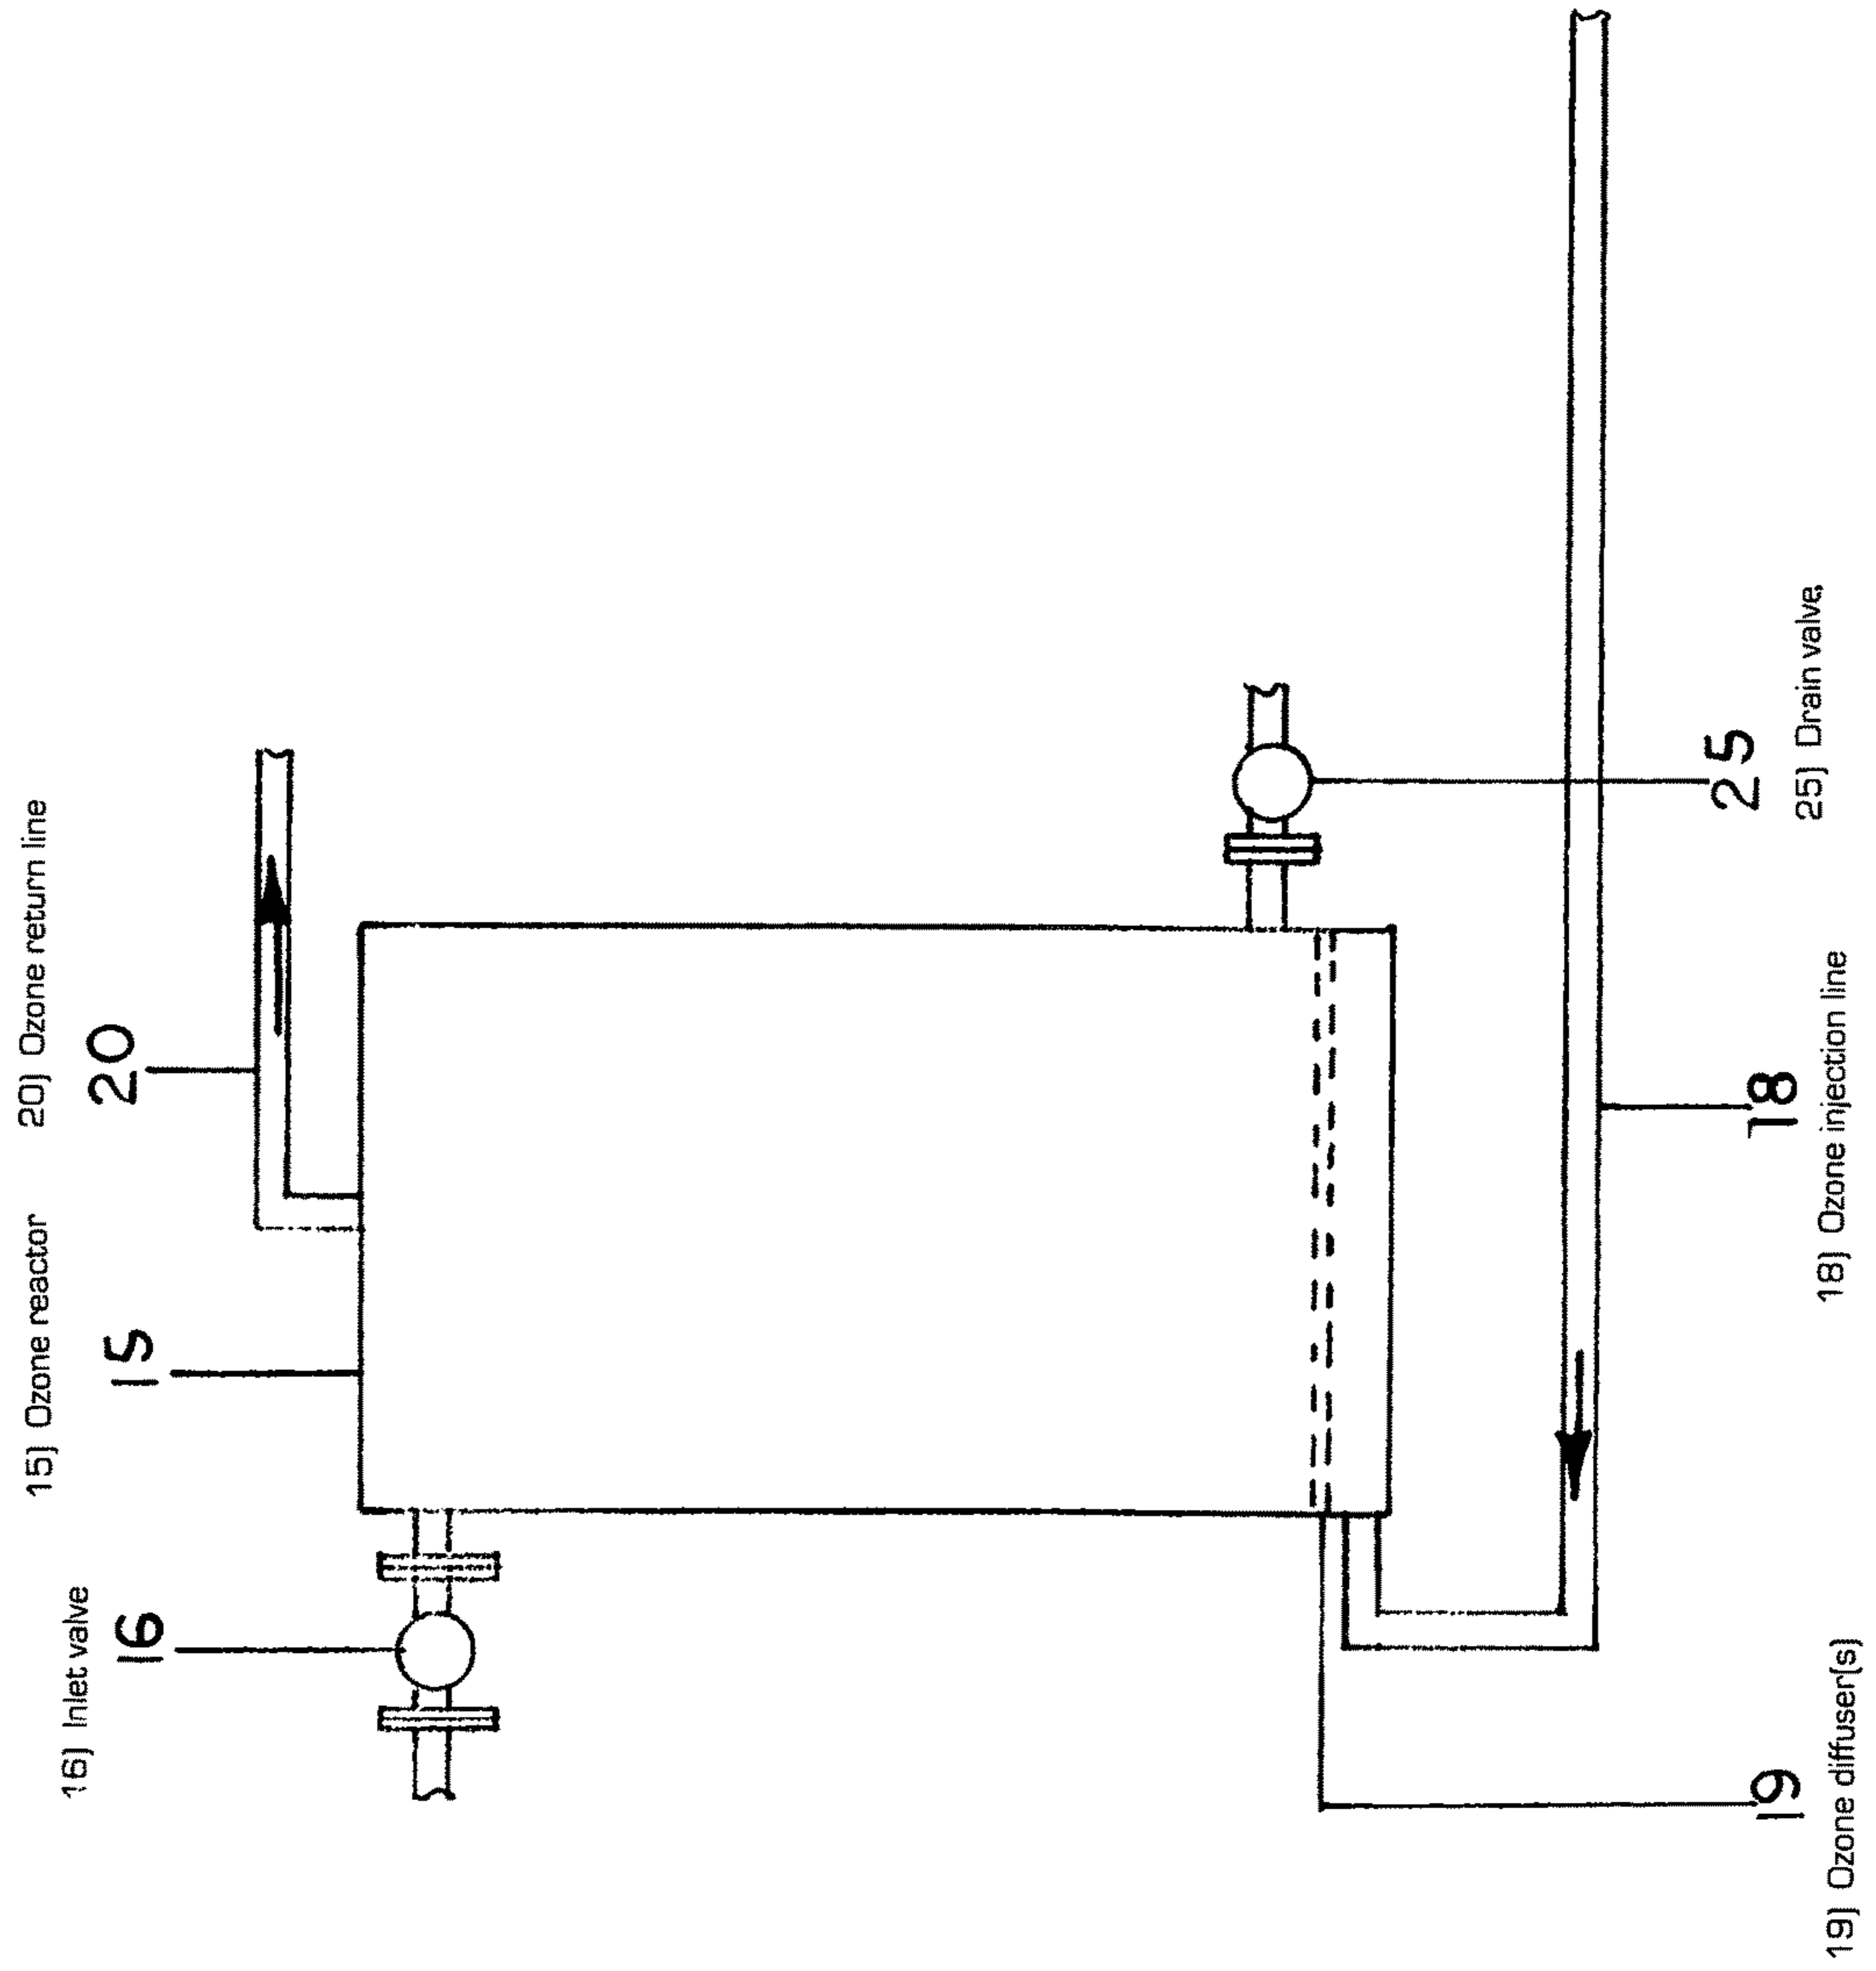 16) Inlet valve
15) Ozone reactor
20) Ozone return line
16
15
20
19
18
25
19) Ozone diffuser(s)
18) Ozone injection line
25) Drain valve